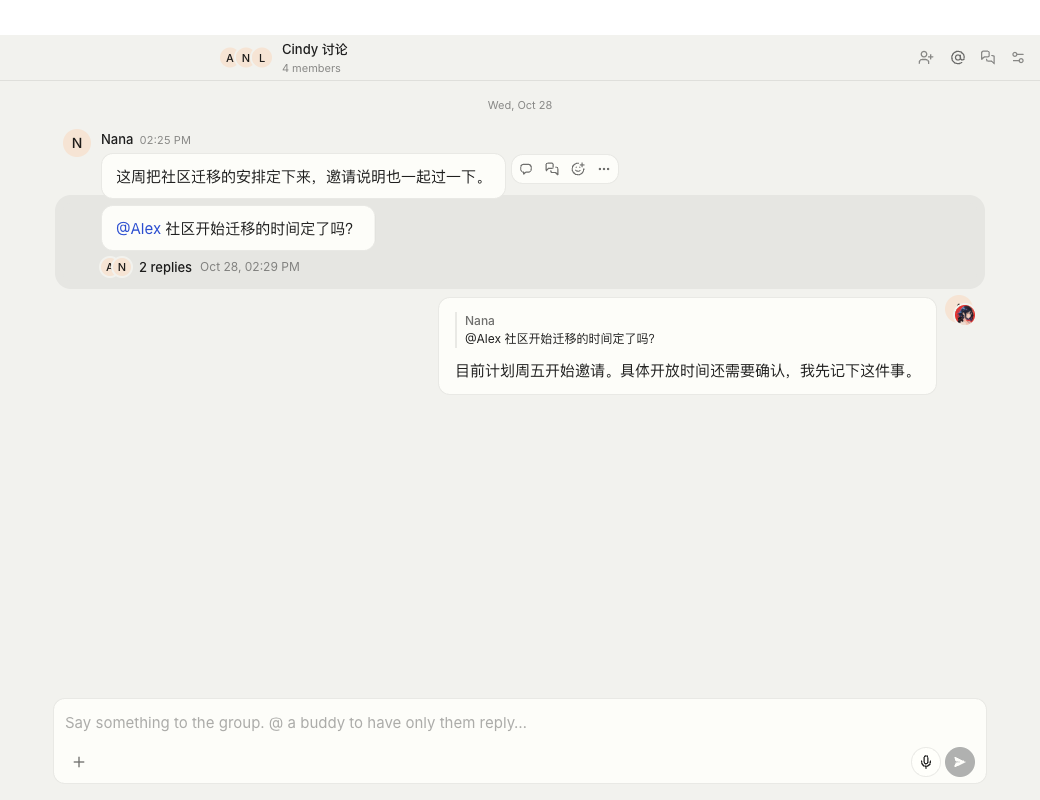 A N L
Cindy 讨论
4 members
Wed, Oct 28
N
Nana 02:25 PM
这周把社区迁移的安排定下来，邀请说明也一起过一下。
@Alex 社区开始迁移的时间定了吗？
A N 2 replies Oct 28, 02:29 PM
Nana
@Alex 社区开始迁移的时间定了吗？
目前计划周五开始邀请。具体开放时间还需要确认，我先记下这件事。
Say something to the group. @ a buddy to have only them reply...